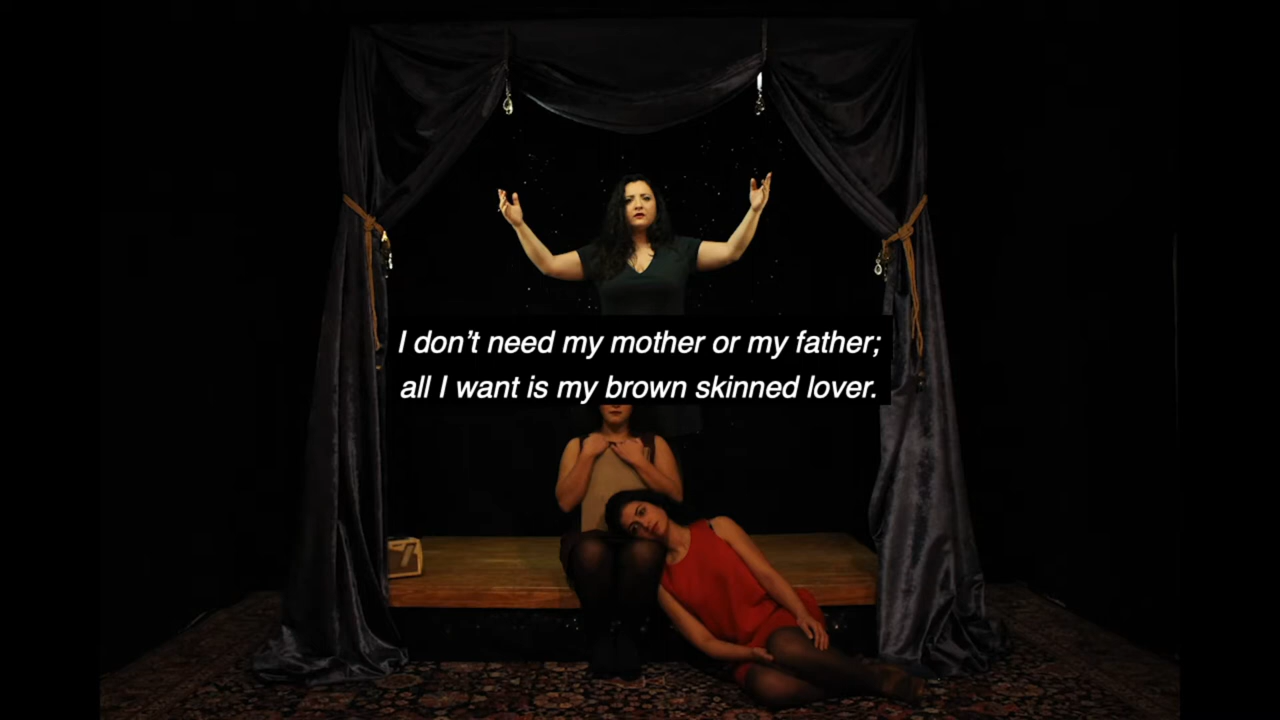 I don't need my mother or my father;
all I want is my brown skinned lover.